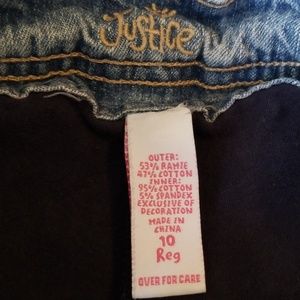 Justice
OUTER:
53% RAMIE
47% COTTON
INNER:
95% COTTON
5% SPANDEX
EXCLUSIVE OF
DECORATION
MADE IN
CHINA
10
Reg
OVER FOR CARE